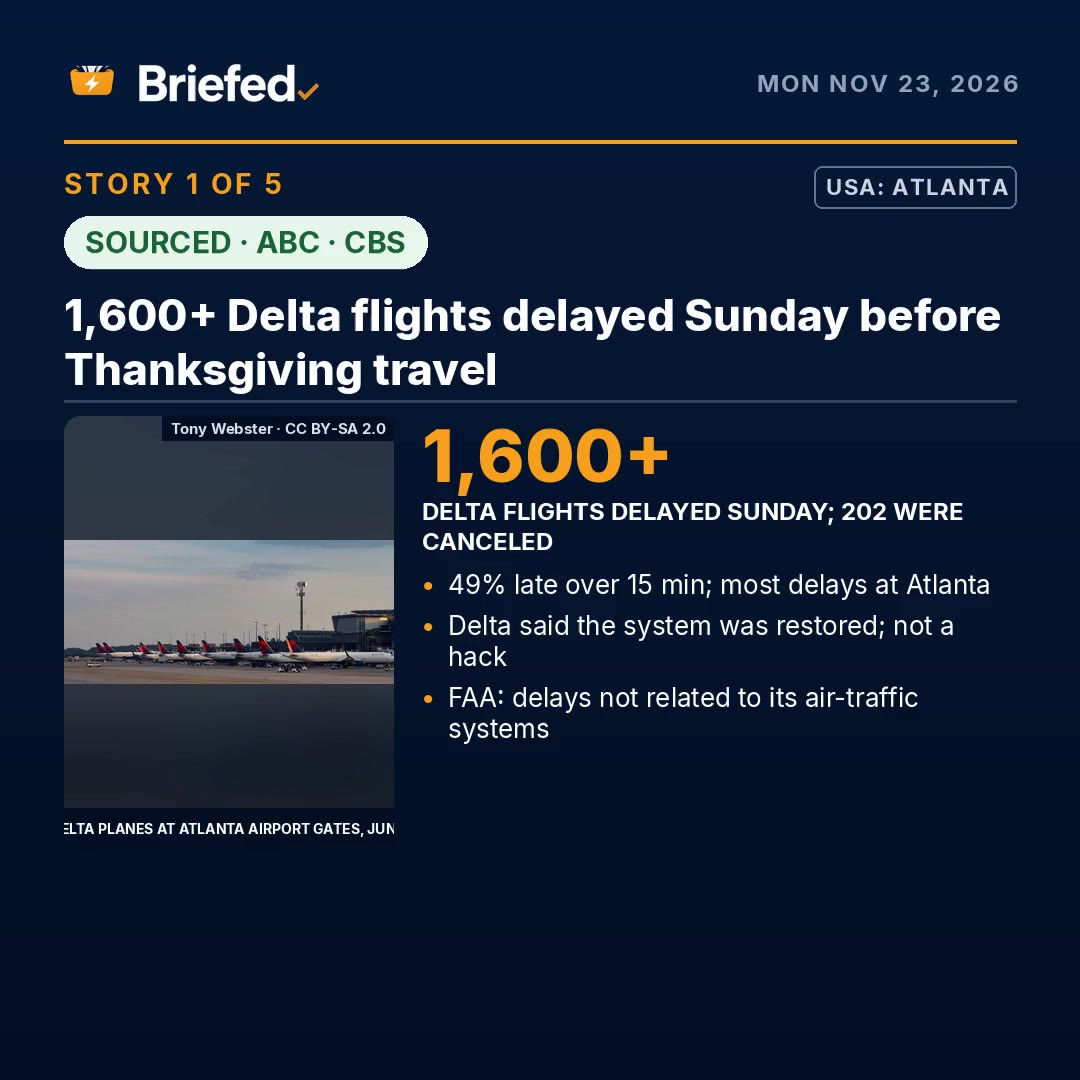 Briefed
MON NOV 23, 2026
STORY 1 OF 5
USA: ATLANTA
SOURCED · ABC · CBS
1,600+ Delta flights delayed Sunday before
Thanksgiving travel
Tony Webster · CC BY-SA 2.0
1,600+
DELTA FLIGHTS DELAYED SUNDAY; 202 WERE
CANCELED
• 49% late over 15 min; most delays at Atlanta
• Delta said the system was restored; not a
hack
• FAA: delays not related to its air-traffic
systems
ELTA PLANES AT ATLANTA AIRPORT GATES, JUN